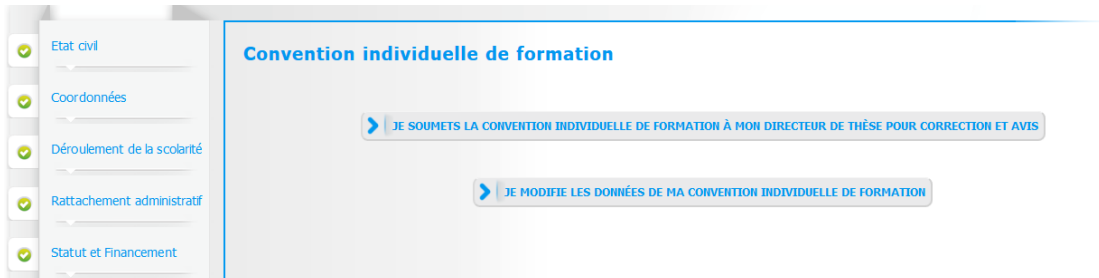 Etat civil
Coordonnées
Déroulement de la scolarité
Rattachement administratif
Statut et Financement
Convention individuelle de formation
JE SOUMETS LA CONVENTION INDIVIDUELLE DE FORMATION À MON DIRECTEUR DE THÈSE POUR CORRECTION ET AVIS
JE MODIFIE LES DONNÉES DE MA CONVENTION INDIVIDUELLE DE FORMATION